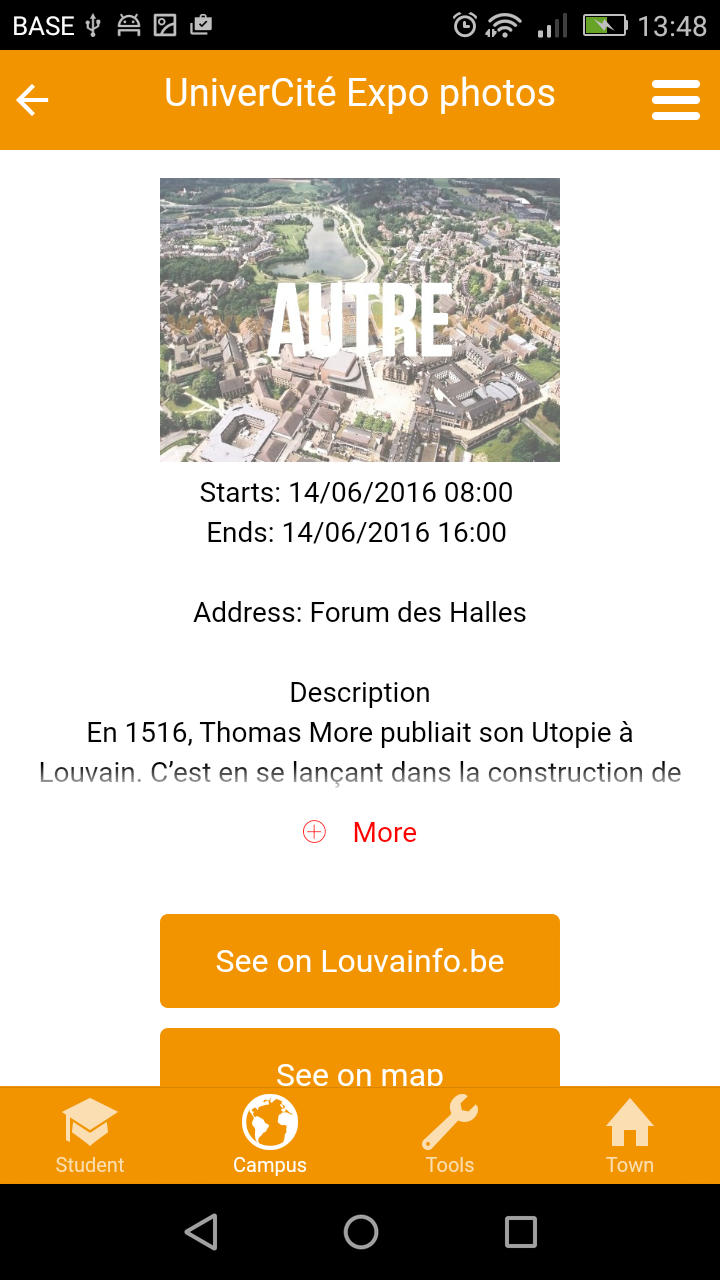 BASE 13:48
UniverCité Expo photos
AUTRE
Starts: 14/06/2016 08:00
Ends: 14/06/2016 16:00
Address: Forum des Halles
Description
En 1516, Thomas More publiait son Utopie à
Louvain. C’est en se lançant dans la construction de
More
See on Louvainfo.be
See on map
Student Campus Tools Town